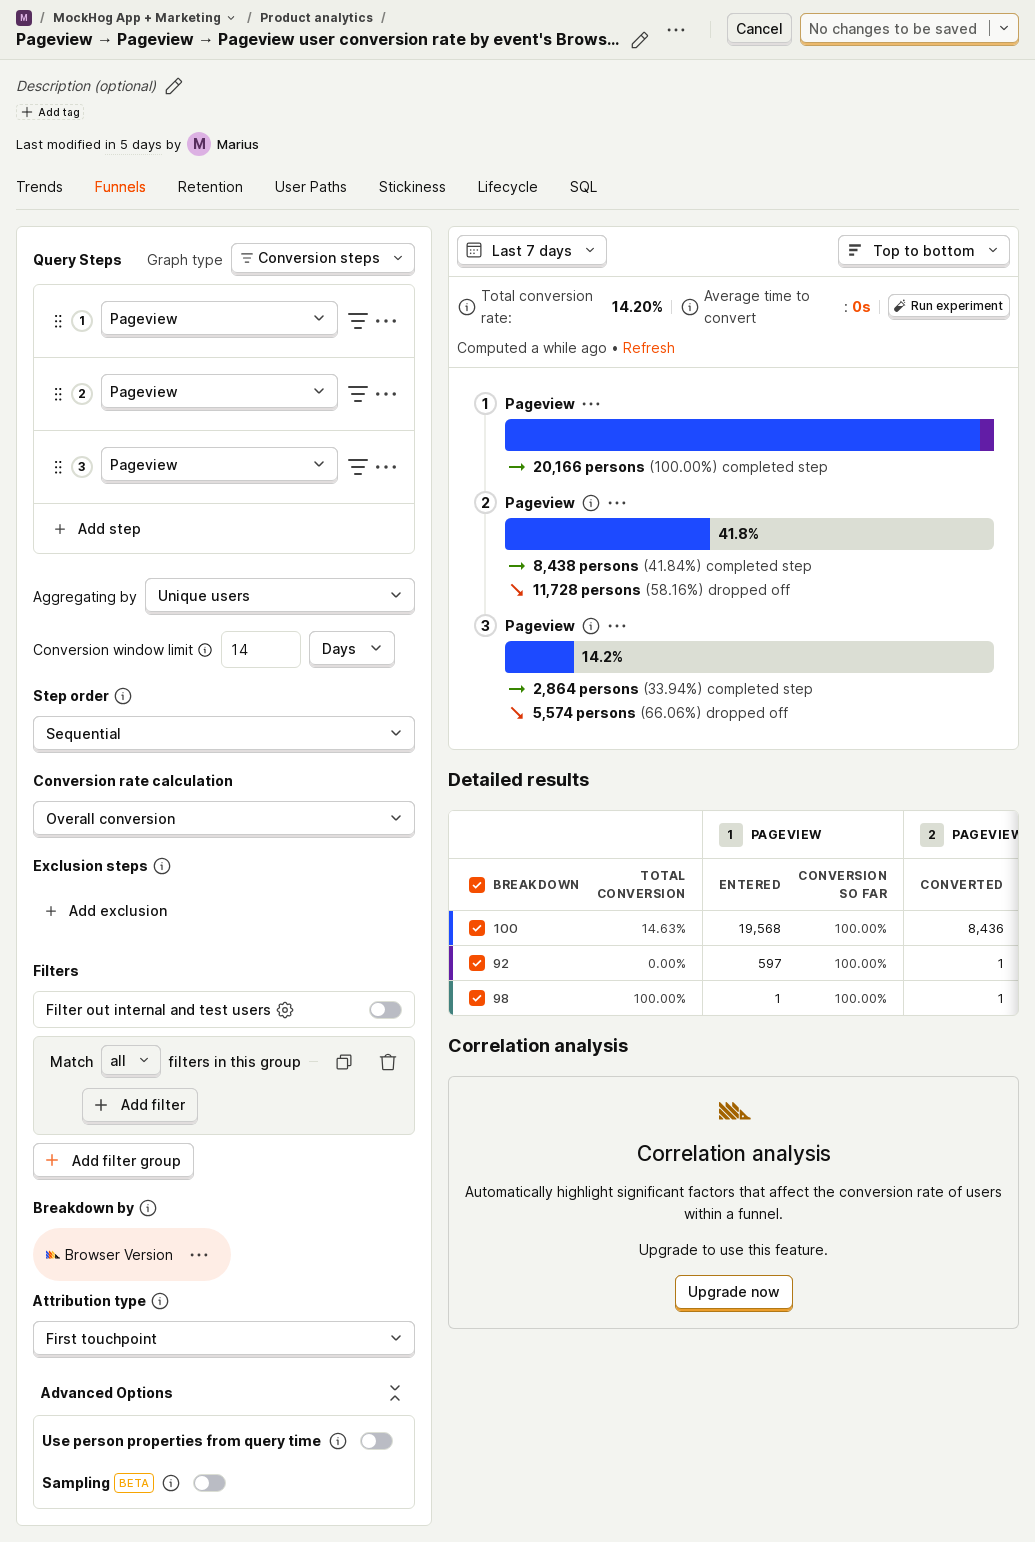 M / MockHog App + Marketing / Product analytics /
Pageview → Pageview → Pageview user conversion rate by event's Brows...
Cancel
No changes to be saved
Description (optional)
Add tag
Last modified in 5 days by M Marius
Trends Funnels Retention User Paths Stickiness Lifecycle SQL
Query Steps Graph type Conversion steps
1 Pageview
2 Pageview
3 Pageview
Add step
Aggregating by Unique users
Conversion window limit 14 Days
Step order
Sequential
Conversion rate calculation
Overall conversion
Exclusion steps
Add exclusion
Filters
Filter out internal and test users
Match all filters in this group
Add filter
Add filter group
Breakdown by
Browser Version
Attribution type
First touchpoint
Advanced Options
Use person properties from query time
Sampling BETA
Last 7 days Top to bottom
Total conversion rate: 14.20% Average time to convert : 0s Run experiment
Computed a while ago • Refresh
1 Pageview
20,166 persons (100.00%) completed step
2 Pageview
41.8%
8,438 persons (41.84%) completed step
11,728 persons (58.16%) dropped off
3 Pageview
14.2%
2,864 persons (33.94%) completed step
5,574 persons (66.06%) dropped off
Detailed results
1 PAGEVIEW 2 PAGEVIEW
BREAKDOWN TOTAL CONVERSION ENTERED CONVERSION SO FAR CONVERTED
100 14.63% 19,568 100.00% 8,436
92 0.00% 597 100.00% 1
98 100.00% 1 100.00% 1
Correlation analysis
Correlation analysis
Automatically highlight significant factors that affect the conversion rate of users
within a funnel.
Upgrade to use this feature.
Upgrade now